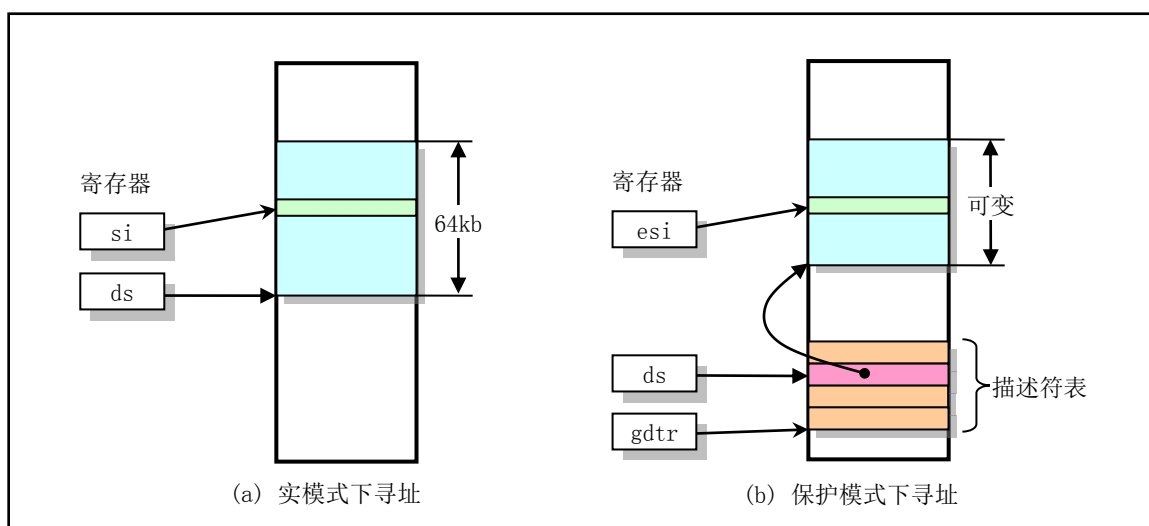 寄存器
si
ds
64kb
(a) 实模式下寻址
寄存器
esi
可变
ds
gdtr
描述符表
(b) 保护模式下寻址